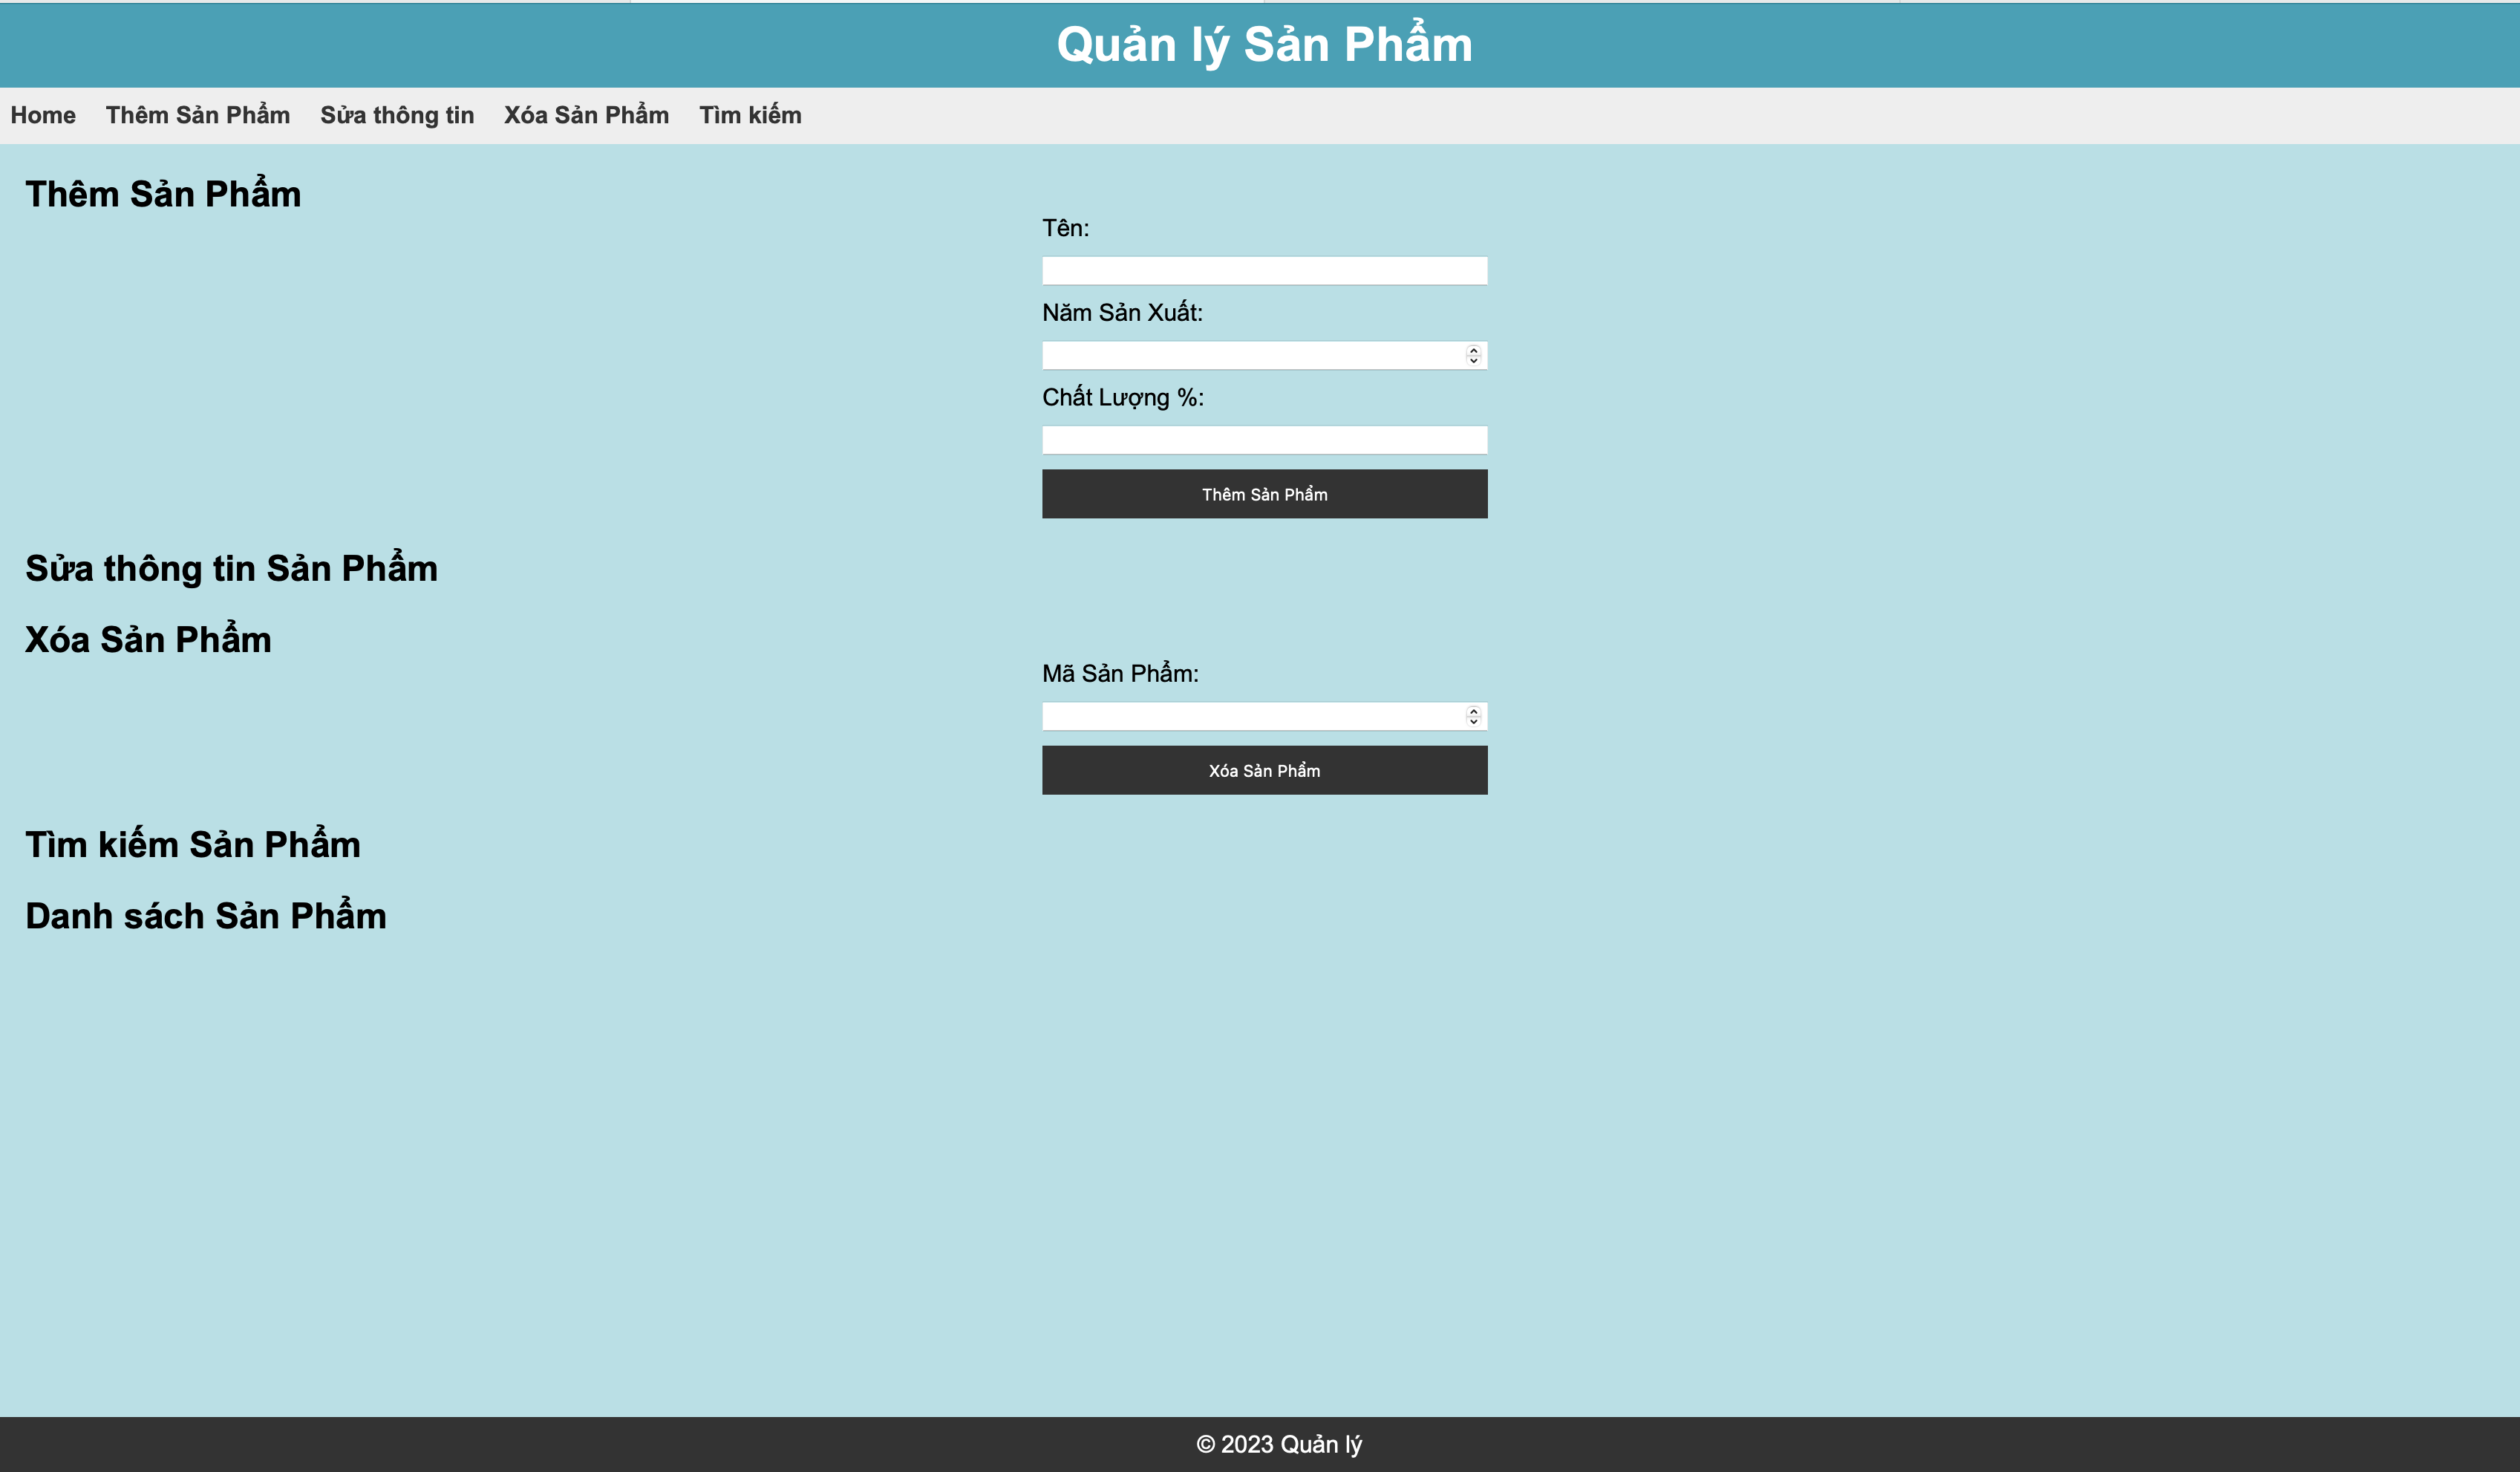 Quản lý Sản Phẩm
Home Thêm Sản Phẩm Sửa thông tin Xóa Sản Phẩm Tìm kiếm
Thêm Sản Phẩm
Tên:
Năm Sản Xuất:
Chất Lượng %:
Thêm Sản Phẩm
Sửa thông tin Sản Phẩm
Xóa Sản Phẩm
Mã Sản Phẩm:
Xóa Sản Phẩm
Tìm kiếm Sản Phẩm
Danh sách Sản Phẩm
© 2023 Quản lý